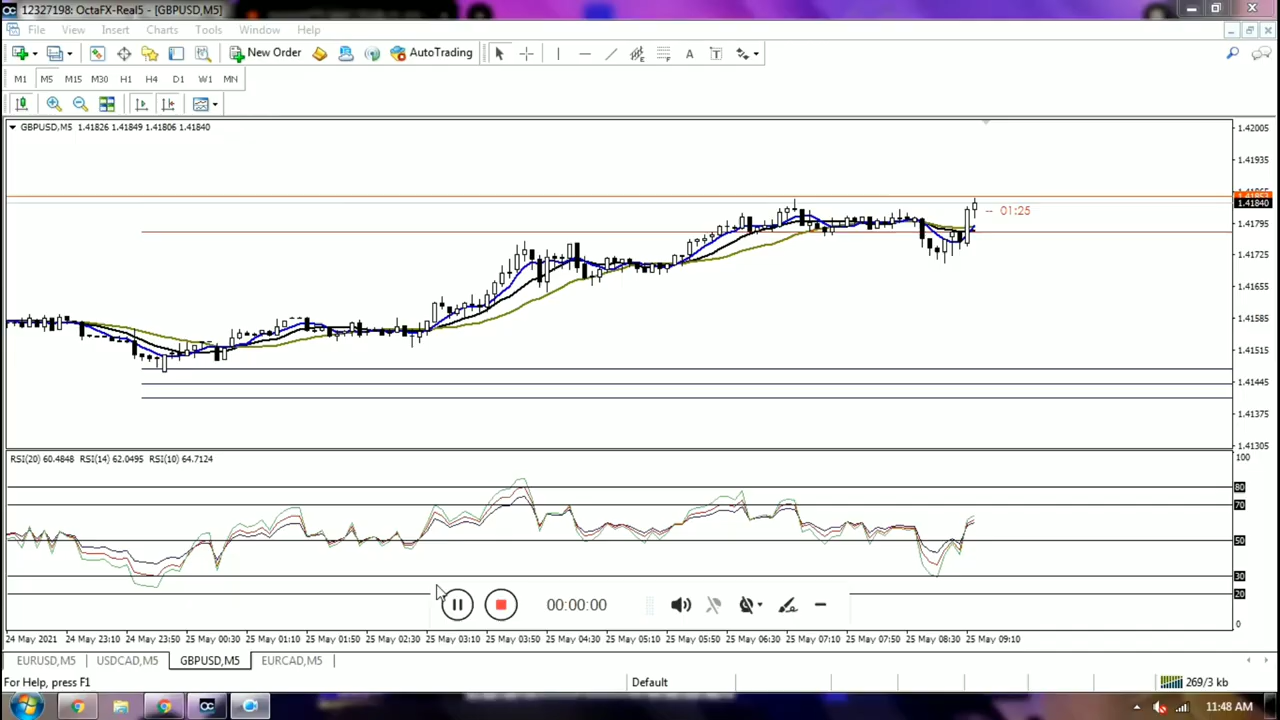 12327198: OctaFX-Real5 - [GBPUSD,M5]
File View Insert Charts Tools Window Help
New Order AutoTrading
A T
M1 M5 M15 M30 H1 H4 D1 W1 MN
GBPUSD,M5 1.41826 1.41849 1.41806 1.41840
1.42005
1.41935
1.41840
-- 01:25
1.41795
1.41725
1.41655
1.41585
1.41515
1.41445
1.41375
1.41305
RSI(20) 60.4848 RSI(14) 62.0495 RSI(10) 64.7124
100
80
70
50
30
20
0
00:00:00
24 May 2021 24 May 23:10 24 May 23:50 25 May 00:30 25 May 01:10 25 May 01:50 25 May 02:30 25 May 03:10 25 May 03:50 25 May 04:30 25 May 05:10 25 May 05:50 25 May 06:30 25 May 07:10 25 May 07:50 25 May 08:30 25 May 09:10
EURUSD,M5 USDCAD,M5 GBPUSD,M5 EURCAD,M5
For Help, press F1 Default 269/3 kb
11:48 AM